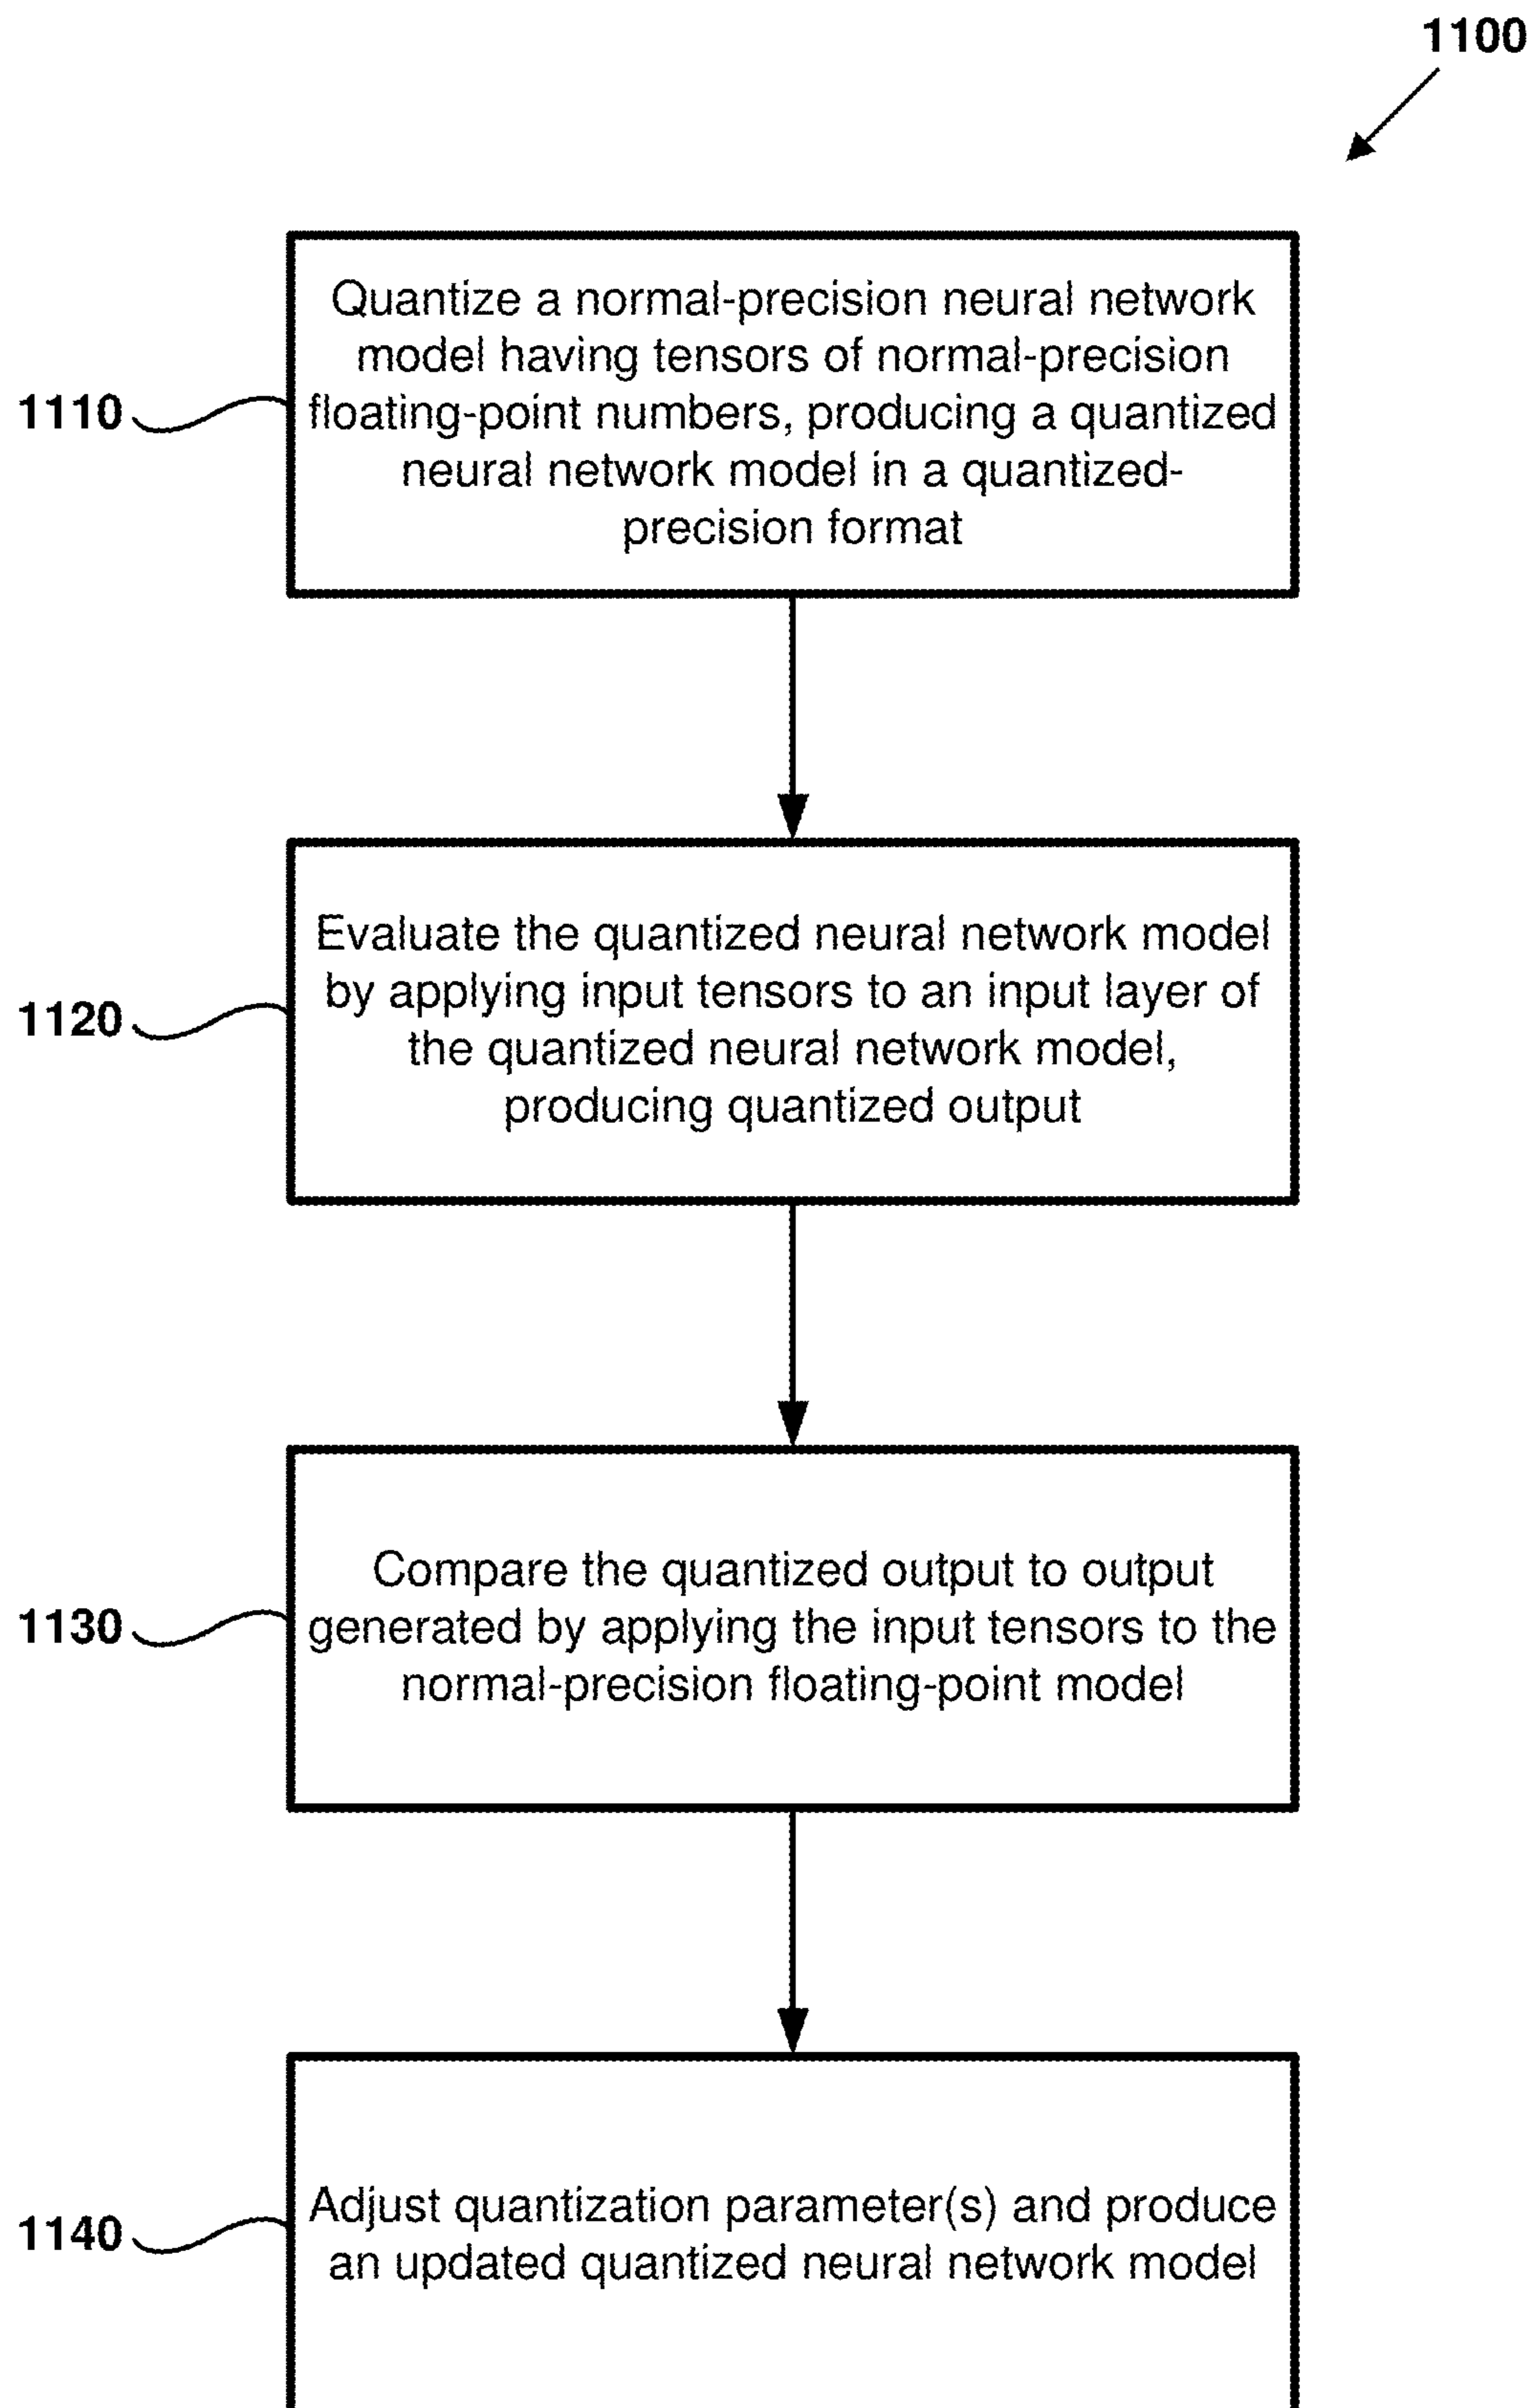 1100
Quantize a normal-precision neural network
model having tensors of normal-precision
floating-point numbers, producing a quantized
neural network model in a quantized-
precision format
1110
Evaluate the quantized neural network model
by applying input tensors to an input layer of
the quantized neural network model,
producing quantized output
1120
Compare the quantized output to output
generated by applying the input tensors to the
normal-precision floating-point model
1130
Adjust quantization parameter(s) and produce
an updated quantized neural network model
1140